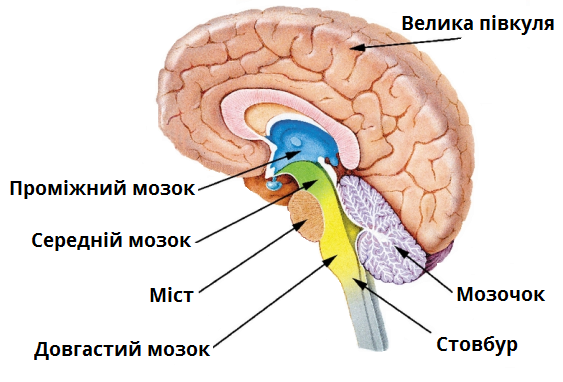 Велика півкуля
Проміжний мозок
Середній мозок
Міст
Мозочок
Довгастий мозок
Стовбур